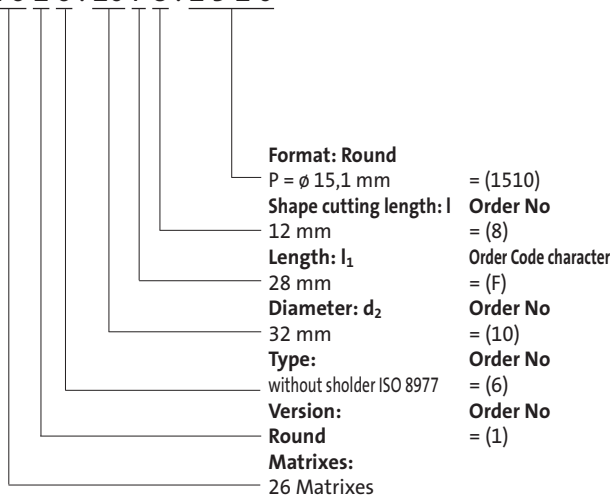 Format: Round
P = ø 15,1 mm = (1510)
Shape cutting length: l Order No
12 mm = (8)
Length: l₁ Order Code character
28 mm = (F)
Diameter: d₂ Order No
32 mm = (10)
Type: Order No
without sholder ISO 8977 = (6)
Version: Order No
Round = (1)
Matrixes:
26 Matrixes